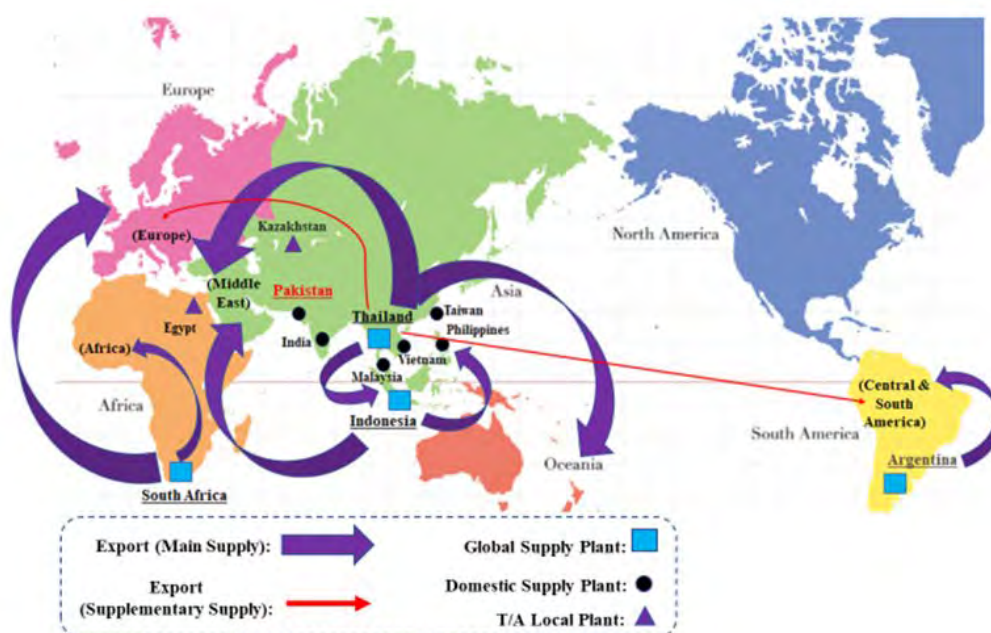 Europe
Kazakhstan
(Europe)
North America
(Middle
East)
Pakistan
Asia
Thailand
Taiwan
Egypt
Philippines
India
(Africa)
Vietnam
Malaysia
(Central &
South
America)
Africa
Indonesia
South America
Oceania
Argentina
South Africa
Export (Main Supply):
Global Supply Plant:
Export
(Supplementary Supply):
Domestic Supply Plant:
T/A Local Plant: